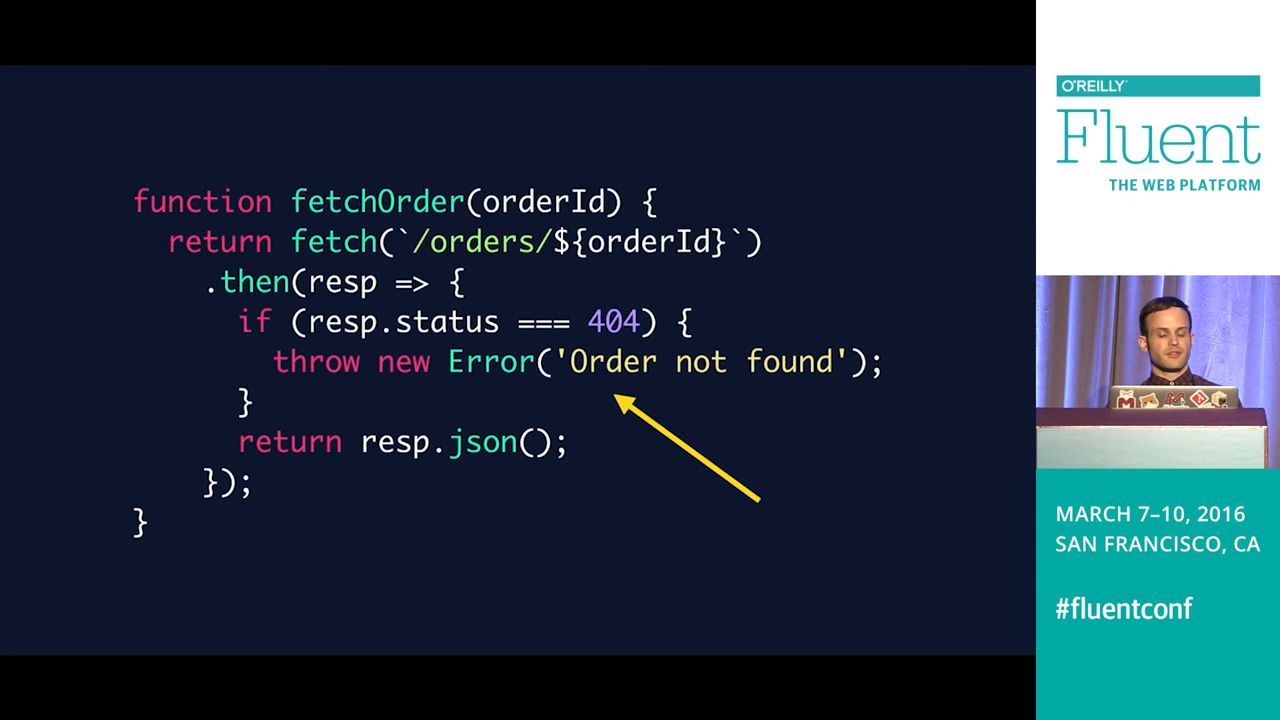 function fetchOrder(orderId) {
return fetch(`/orders/${orderId}`)
.then(resp => {
if (resp.status === 404) {
throw new Error('Order not found');
}
return resp.json();
});
}
O'REILLY®
Fluent
THE WEB PLATFORM
MARCH 7–10, 2016
SAN FRANCISCO, CA
#fluentconf